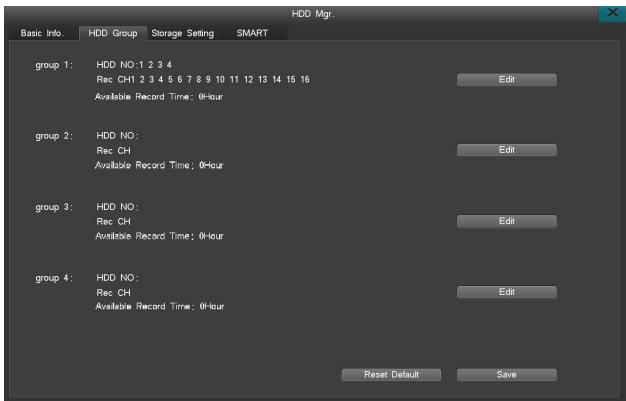 HDD Mgr.
Basic Info. HDD Group Storage Setting SMART
group 1: HDD NO:1 2 3 4
Rec CH1 2 3 4 5 6 7 8 9 10 11 12 13 14 15 16 Edit
Available Record Time: 0Hour
group 2: HDD NO:
Rec CH Edit
Available Record Time: 0Hour
group 3: HDD NO:
Rec CH Edit
Available Record Time: 0Hour
group 4: HDD NO:
Rec CH Edit
Available Record Time: 0Hour
Reset Default Save